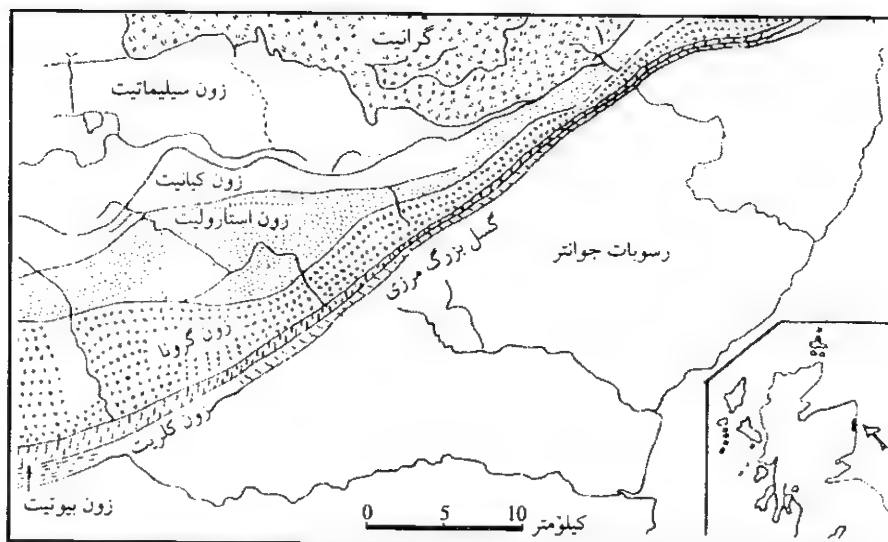 گرانیت
زون سیلیمانیت
زون کیانیت
زون استارولیت
گسل بزرگ مرزی
رسوبات جوانتر
زون گرونا
زون کلریت
زون بیوتیت
0 5 10 کیلومتر